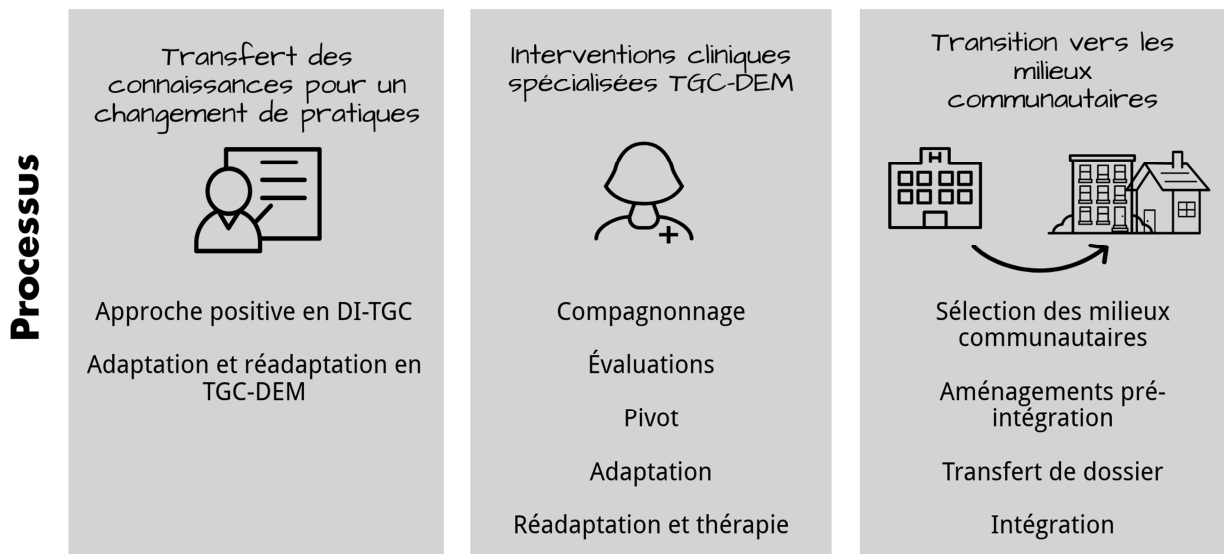 Processus
Transfert des
connaissances pour un
changement de pratiques
Approche positive en DI-TGC
Adaptation et réadaptation en
TGC-DEM
Interventions cliniques
spécialisées TGC-DEM
Compagnonnage
Évaluations
Pivot
Adaptation
Réadaptation et thérapie
Transition vers les
milieux
communautaires
H
Sélection des milieux
communautaires
Aménagements pré-
intégration
Transfert de dossier
Intégration